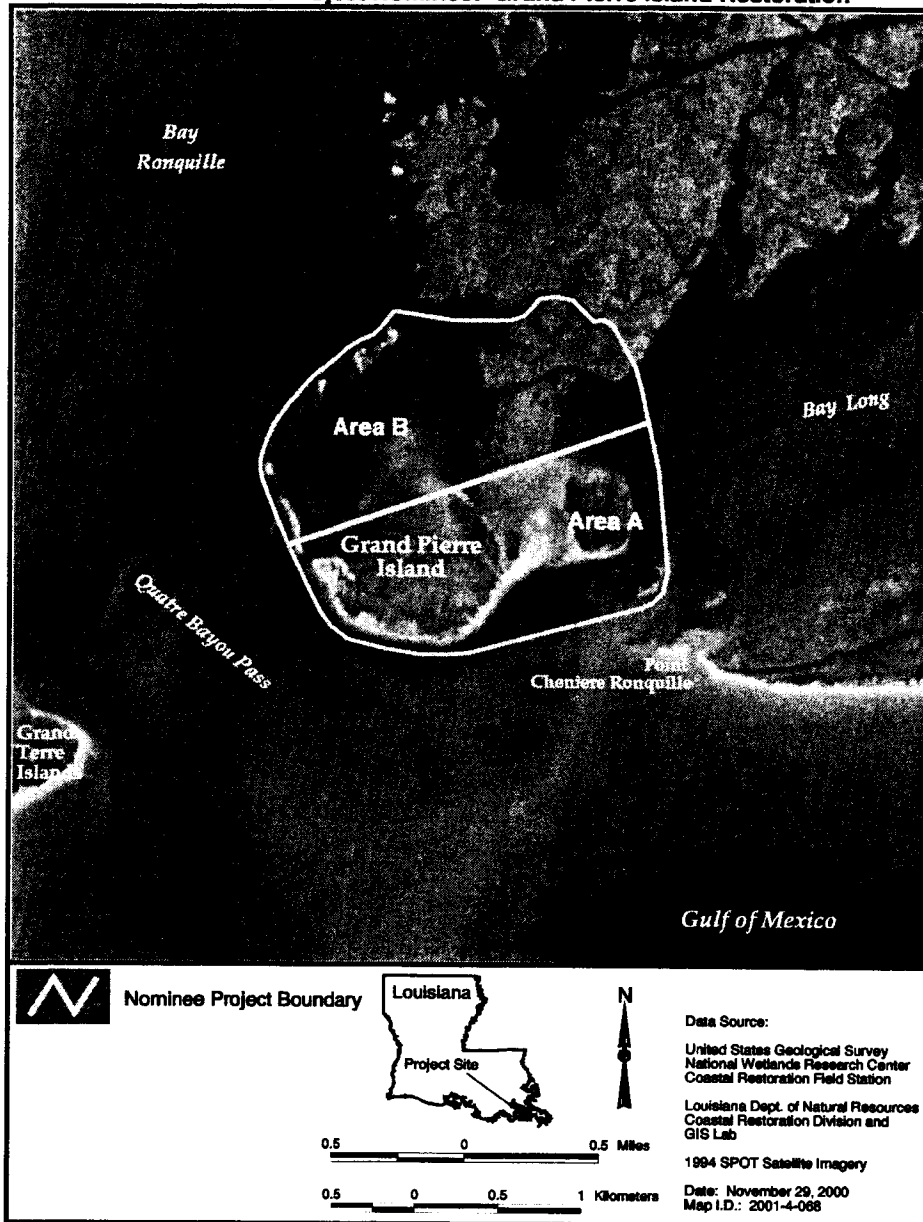 Grand Pierre Island Restoration
Bay
Ronquille
Bay Long
Area B
Area A
Grand Pierre
Island
Quatre Bayou Pass
Point
Cheniere Ronquille
Grand
Terre
Islands
Gulf of Mexico
Nominee Project Boundary
Louisiana
Project Site
N
Data Source:
United States Geological Survey
National Wetlands Research Center
Coastal Restoration Field Station
Louisiana Dept. of Natural Resources
Coastal Restoration Division and
GIS Lab
1994 SPOT Satellite Imagery
Date: November 29, 2000
Map I.D.: 2001-4-068
0.5 0 0.5 Miles
0.5 0 0.5 1 Kilometers